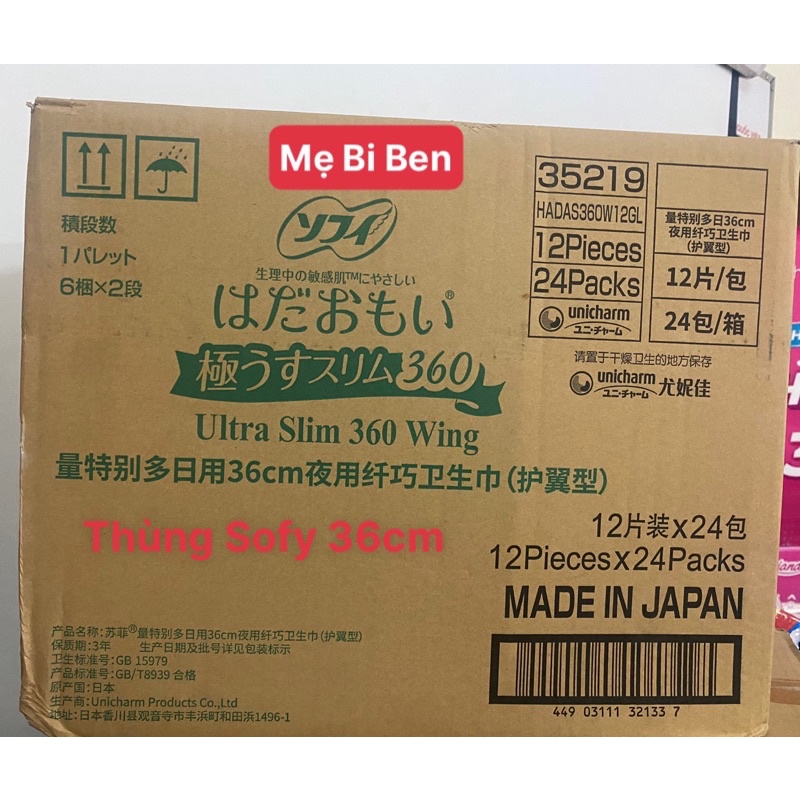 Mẹ Bi Ben
積段数
1パレット
6梱×2段
ソフィ
生理中の敏感肌™にやさしい
はだおもい®
極うすスリム360
Ultra Slim 360 Wing
量特别多日用36cm夜用纤巧卫生巾(护翼型)
35219
HADAS360W12GL
12Pieces
24Packs
unicharm
ユニ・チャーム
量特别多日36cm
夜用纤巧卫生巾
(护翼型)
12片/包
24包/箱
请置于干燥卫生的地方保存
unicharm
ユニ・チャーム
尤妮佳
Thùng Sofy 36cm
12片装x24包
12Piecesx24Packs
MADE IN JAPAN
产品名称:苏菲®量特别多日用36cm夜用纤巧卫生巾(护翼型)
保质期:3年 生产日期及批号详见包装标示
卫生标准号:GB 15979
产品标准号:GB/T8939 合格
原产国:日本
生产商:Unicharm Products Co.,Ltd
地址:日本香川县观音寺市丰浜町和田浜1496-1
449 03111 32133 7